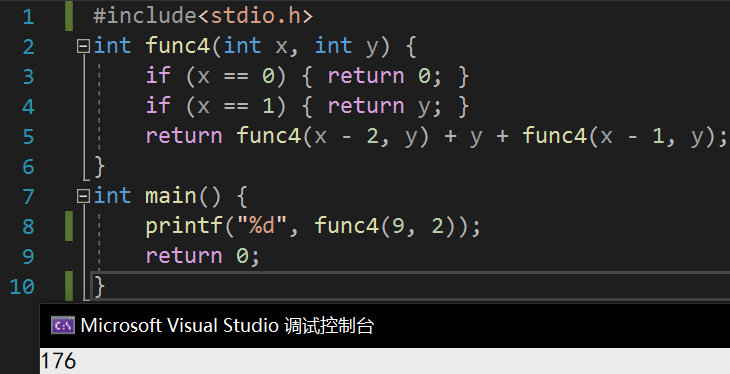 1 #include<stdio.h>
2 int func4(int x, int y) {
3 if (x == 0) { return 0; }
4 if (x == 1) { return y; }
5 return func4(x - 2, y) + y + func4(x - 1, y);
6 }
7 int main() {
8 printf("%d", func4(9, 2));
9 return 0;
10 }
C:\ Microsoft Visual Studio 调试控制台
176